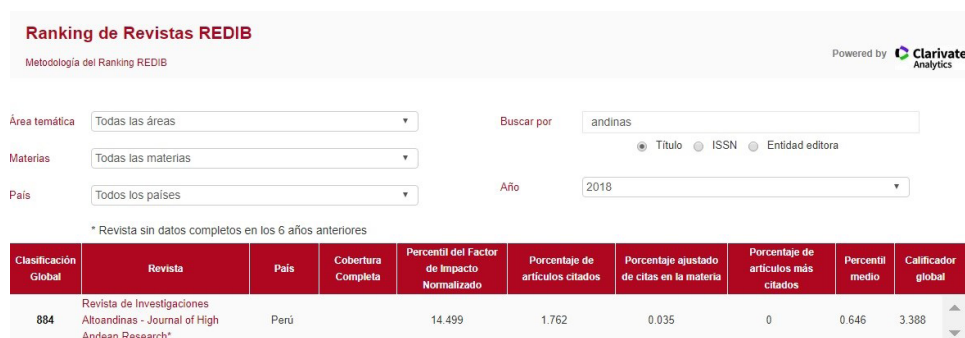 Ranking de Revistas REDIB
Metodología del Ranking REDIB
Powered by Clarivate
Analytics
Área temática Todas las áreas
Buscar por andinas
Título ISSN Entidad editora
Materias Todas las materias
Año 2018
País Todos los países
* Revista sin datos completos en los 6 años anteriores
Clasificación Global Revista País Cobertura Completa Percentil del Factor de Impacto Normalizado Porcentaje de artículos citados Porcentaje ajustado de citas en la materia Porcentaje de artículos más citados Percentil medio Calificador global
884 Revista de Investigaciones Altoandinas - Journal of High Andean Research* Perú 14.499 1.762 0.035 0 0.646 3.388